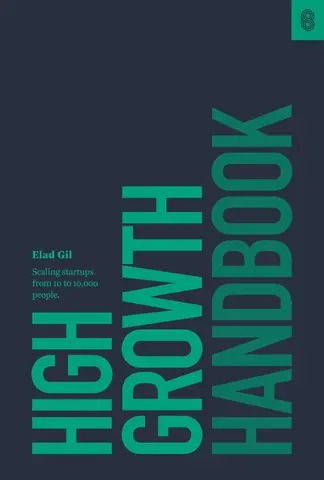 Elad Gil
Scaling startups
from 10 to 10,000
people.
HIGH
GROWTH
HANDBOOK